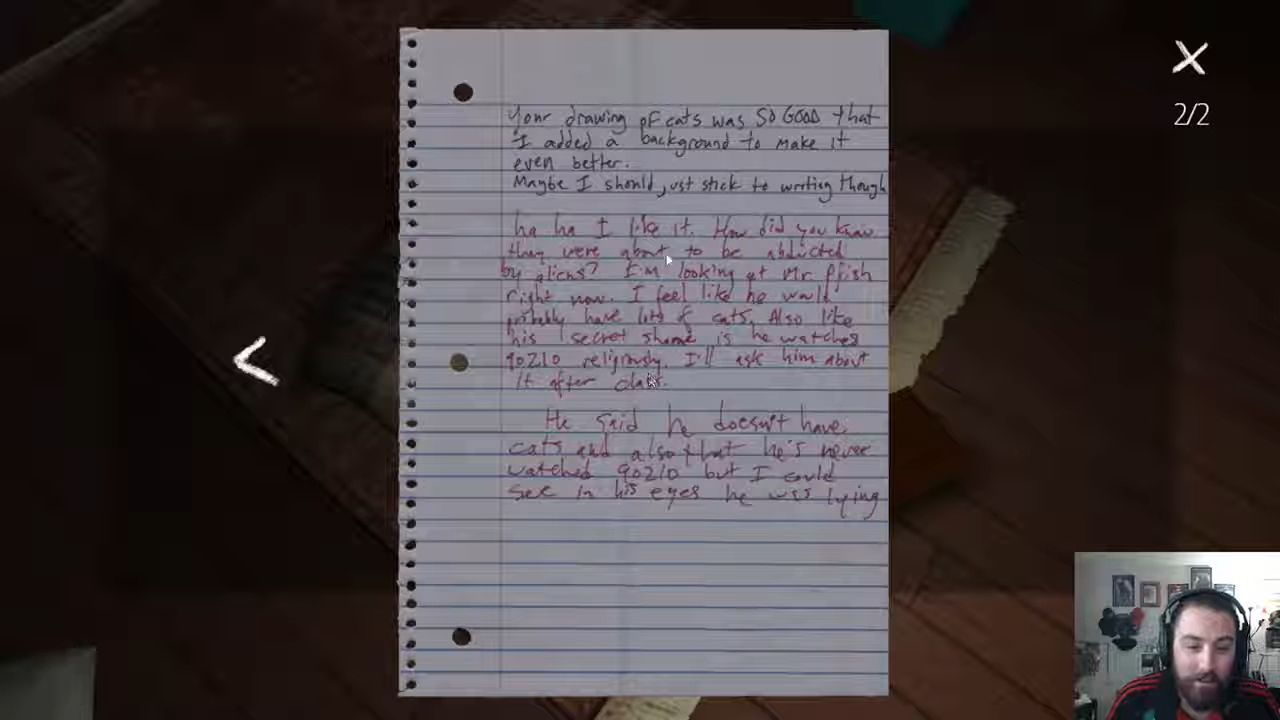 2/2
Your drawing of cats was SO GOOD that
I added a background to make it
even better.
Maybe I should just stick to writing though
ha ha I like it. How did you know
they were about to be abducted
by aliens? I'm looking at Mr. Pfish
right now. I feel like he would
probably have lots of cats. Also like
his secret shame is he watches
90210 religiously. I'll ask him about
it after class.
He said he doesn't have
cats and also that he's never
watched 90210 but I could
see in his eyes he was lying